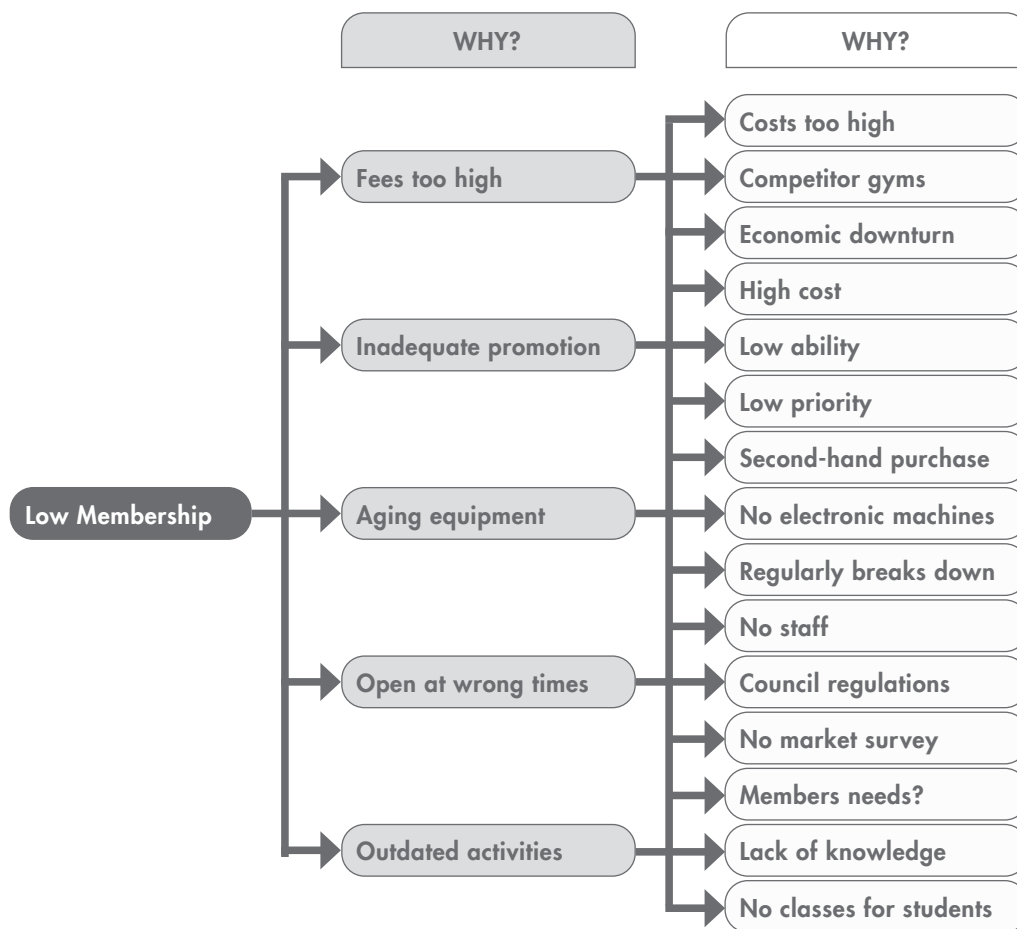 WHY?
WHY?
Costs too high
Fees too high
Competitor gyms
Economic downturn
High cost
Inadequate promotion
Low ability
Low priority
Second-hand purchase
Low Membership
Aging equipment
No electronic machines
Regularly breaks down
No staff
Open at wrong times
Council regulations
No market survey
Members needs?
Outdated activities
Lack of knowledge
No classes for students